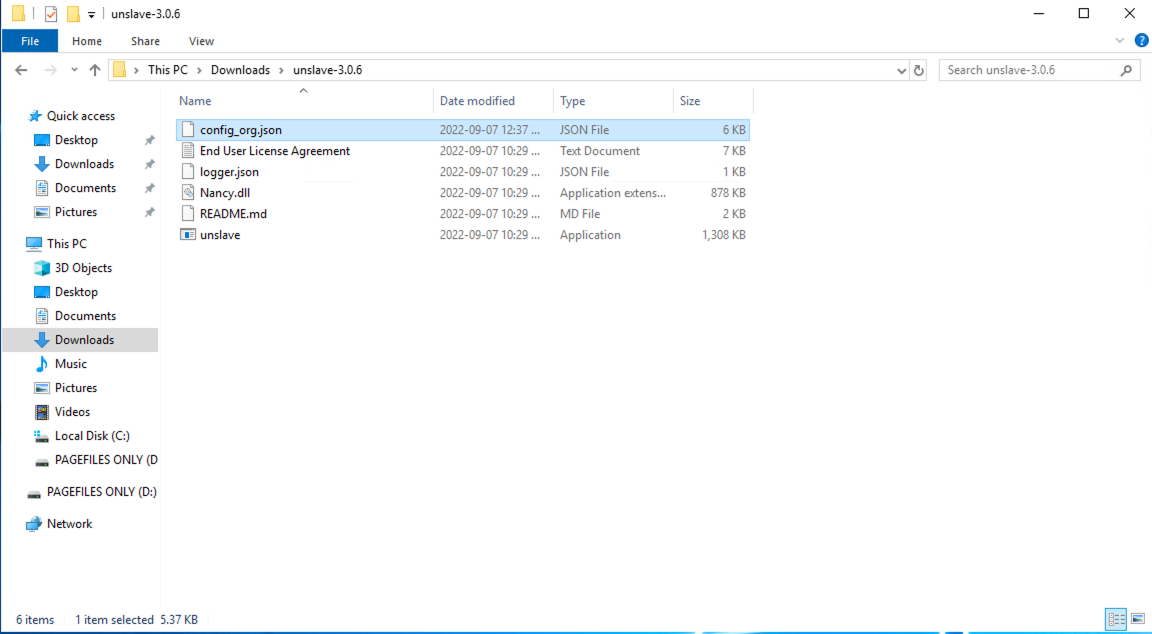 unslave-3.0.6
File Home Share View
This PC Downloads unslave-3.0.6
Search unslave-3.0.6
Name Date modified Type Size
config_org.json 2022-09-07 12:37 ... JSON File 6 KB
End User License Agreement 2022-09-07 10:29 ... Text Document 7 KB
logger.json 2022-09-07 10:29 ... JSON File 1 KB
Nancy.dll 2022-09-07 10:29 ... Application extens... 878 KB
README.md 2022-09-07 10:29 ... MD File 2 KB
unslave 2022-09-07 10:29 ... Application 1,308 KB
Quick access
Desktop
Downloads
Documents
Pictures
This PC
3D Objects
Desktop
Documents
Downloads
Music
Pictures
Videos
Local Disk (C:)
PAGEFILES ONLY (D
PAGEFILES ONLY (D:)
Network
6 items 1 item selected 5.37 KB